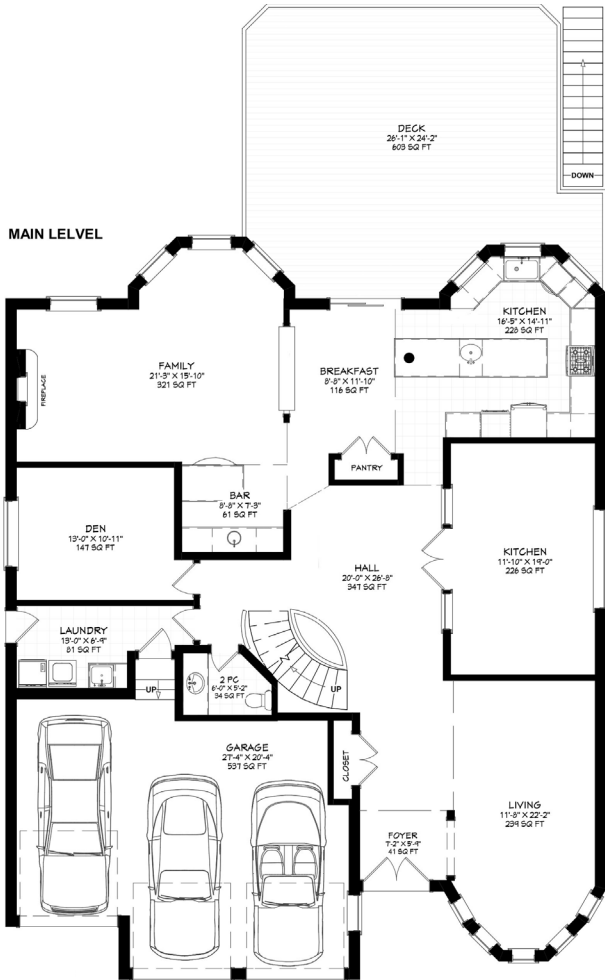 DECK
26'-1" X 24'-2"
603 SQ FT
DOWN
MAIN LELVEL
KITCHEN
16'-5" X 14'-11"
228 SQ FT
FAMILY
21'-3" X 15'-10"
321 SQ FT
FIREPLACE
BREAKFAST
8'-8" X 11'-10"
116 SQ FT
PANTRY
BAR
8'-8" X 7'-3"
61 SQ FT
DEN
13'-0" X 10'-11"
147 SQ FT
KITCHEN
11'-10" X 19'-0"
226 SQ FT
HALL
20'-0" X 26'-8"
347 SQ FT
LAUNDRY
13'-0" X 6'-9"
81 SQ FT
UP
2 PC
6'-0" X 5'-2"
34 SQ FT
UP
GARAGE
27'-4" X 20'-4"
537 SQ FT
CLOSET
LIVING
11'-8" X 22'-2"
239 SQ FT
FOYER
7'-2" X 5'-9"
41 SQ FT